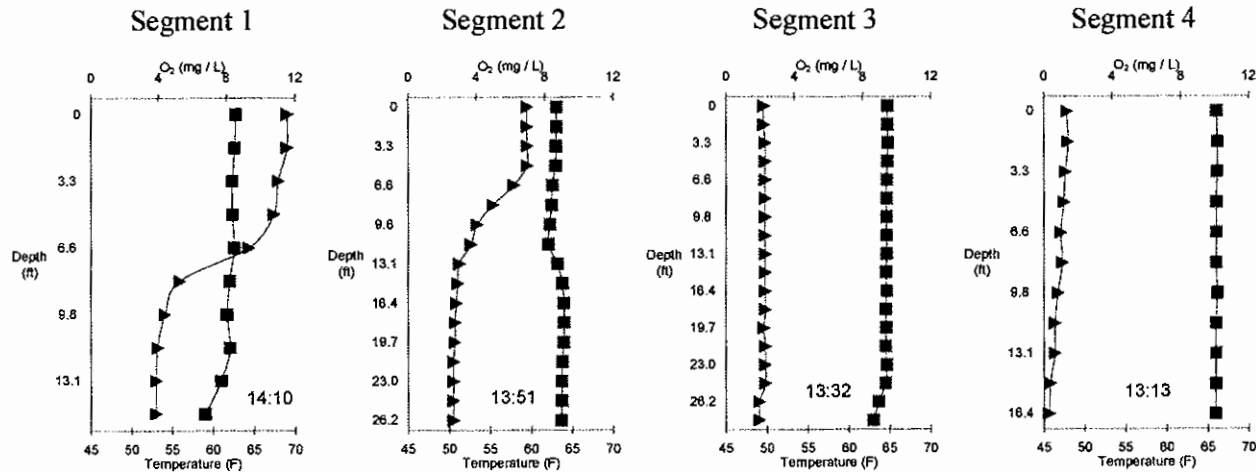 Segment 1
O₂ (mg / L)
0 4 8 12
Depth
(ft)
0
3.3
6.6
9.8
13.1
14:10
45 50 55 60 65 70
Temperature (F)
Segment 2
O₂ (mg / L)
0 4 8 12
Depth
(ft)
0
3.3
6.6
9.6
13.1
16.4
19.7
23.0
26.2
13:51
45 50 55 60 65 70
Temperature (F)
Segment 3
O₂ (mg / L)
0 4 8 12
Depth
(ft)
0
3.3
6.6
9.8
13.1
16.4
19.7
23.0
26.2
13:32
45 50 55 60 65 70
Temperature (F)
Segment 4
O₂ (mg / L)
0 4 8 12
Depth
(ft)
0
3.3
6.6
9.8
13.1
16.4
13:13
45 50 55 60 65 70
Temperature (F)